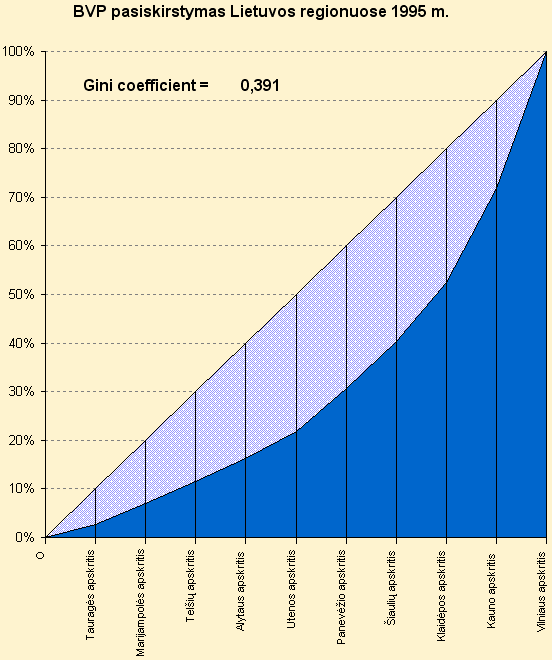 BVP pasiskirstymas Lietuvos regionuose 1995 m.
Gini coefficient = 0,391
100%
90%
80%
70%
60%
50%
40%
30%
20%
10%
0%
O
Tauragės apskritis
Marijampolės apskritis
Telšių apskritis
Alytaus apskritis
Utenos apskritis
Panevėžio apskritis
Šiaulių apskritis
Klaidėpos apskritis
Kauno apskritis
Vilniaus apskritis